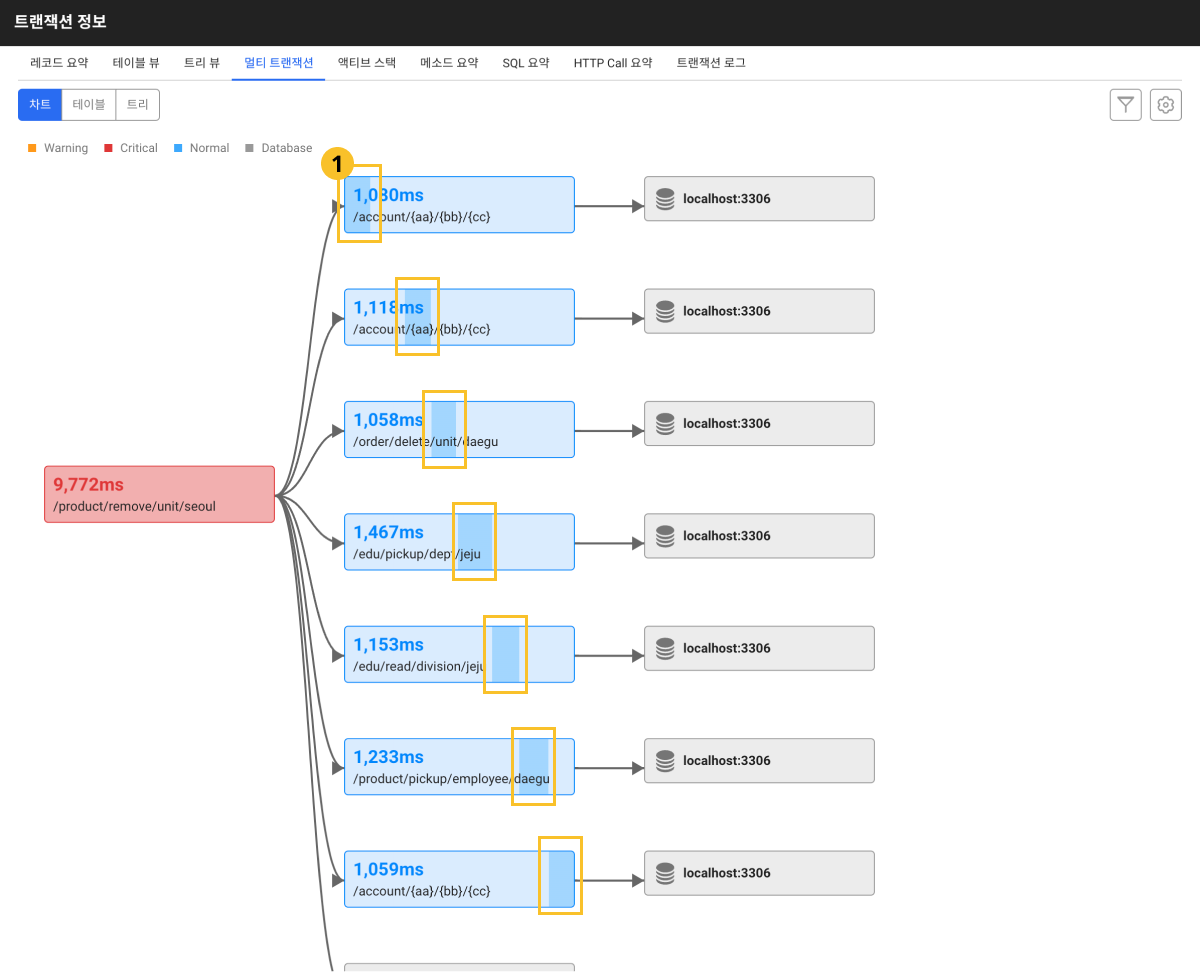 트랜잭션 정보
레코드 요약 테이블 뷰 트리 뷰 멀티 트랜잭션 액티브 스택 메소드 요약 SQL 요약 HTTP Call 요약 트랜잭션 로그
차트 테이블 트리
Warning Critical Normal Database
1
1,080ms
/account/{aa}/{bb}/{cc}
localhost:3306
1,118ms
/account/{aa}/{bb}/{cc}
localhost:3306
1,058ms
/order/delete/unit/daegu
localhost:3306
9,772ms
/product/remove/unit/seoul
1,467ms
/edu/pickup/dept/jeju
localhost:3306
1,153ms
/edu/read/division/jeju
localhost:3306
1,233ms
/product/pickup/employee/daegu
localhost:3306
1,059ms
/account/{aa}/{bb}/{cc}
localhost:3306